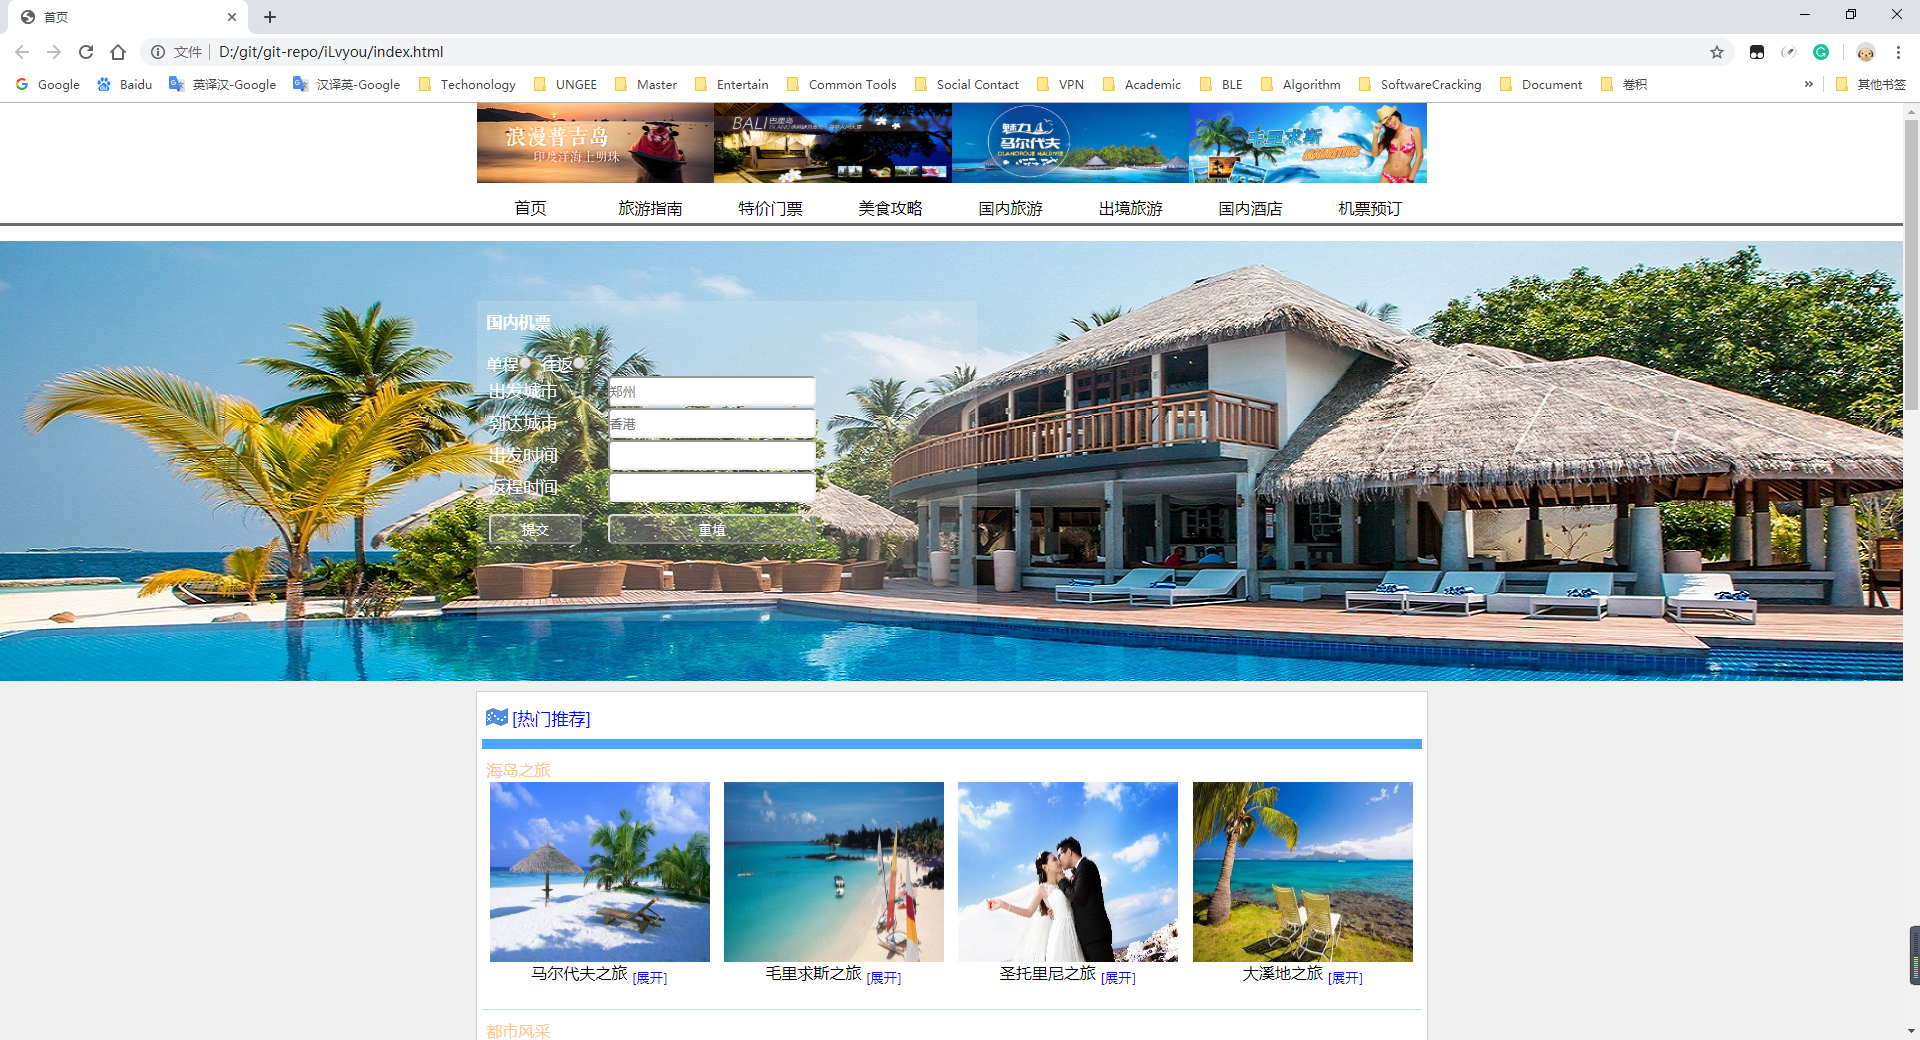 首页
文件 D:/git/git-repo/iLvyou/index.html
Google Baidu 英译汉-Google 汉译英-Google Techonology UNGEE Master Entertain Common Tools Social Contact VPN Academic BLE Algorithm SoftwareCracking Document 卷积 » 其他书签
浪漫普吉岛
印度洋海上明珠
BALI 巴厘岛
魅力
马尔代夫
GLAMOROUR MALDIVES
毛里求斯
MAURITIUS
首页 旅游指南 特价门票 美食攻略 国内旅游 出境旅游 国内酒店 机票预订
国内机票
单程 往返
出发城市 郑州
到达城市 香港
出发时间
返程时间
提交 重填
[热门推荐]
海岛之旅
马尔代夫之旅 [展开] 毛里求斯之旅 [展开] 圣托里尼之旅 [展开] 大溪地之旅 [展开]
都市风采